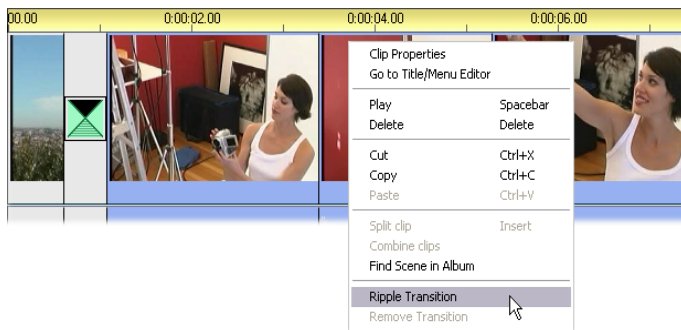 00.00 0:00:02.00 0:00:04.00 0:00:06.00
Clip Properties
Go to Title/Menu Editor
Play Spacebar
Delete Delete
Cut Ctrl+X
Copy Ctrl+C
Paste Ctrl+V
Split clip Insert
Combine clips
Find Scene in Album
Ripple Transition
Remove Transition